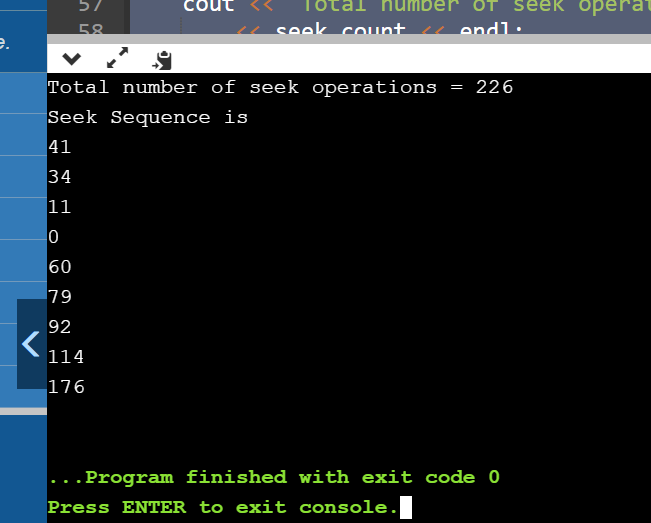 e.
57 cout << "Total number of seek operat
58 << seek_count << endl;
Total number of seek operations = 226
Seek Sequence is
41
34
11
0
60
79
92
114
176
...Program finished with exit code 0
Press ENTER to exit console.